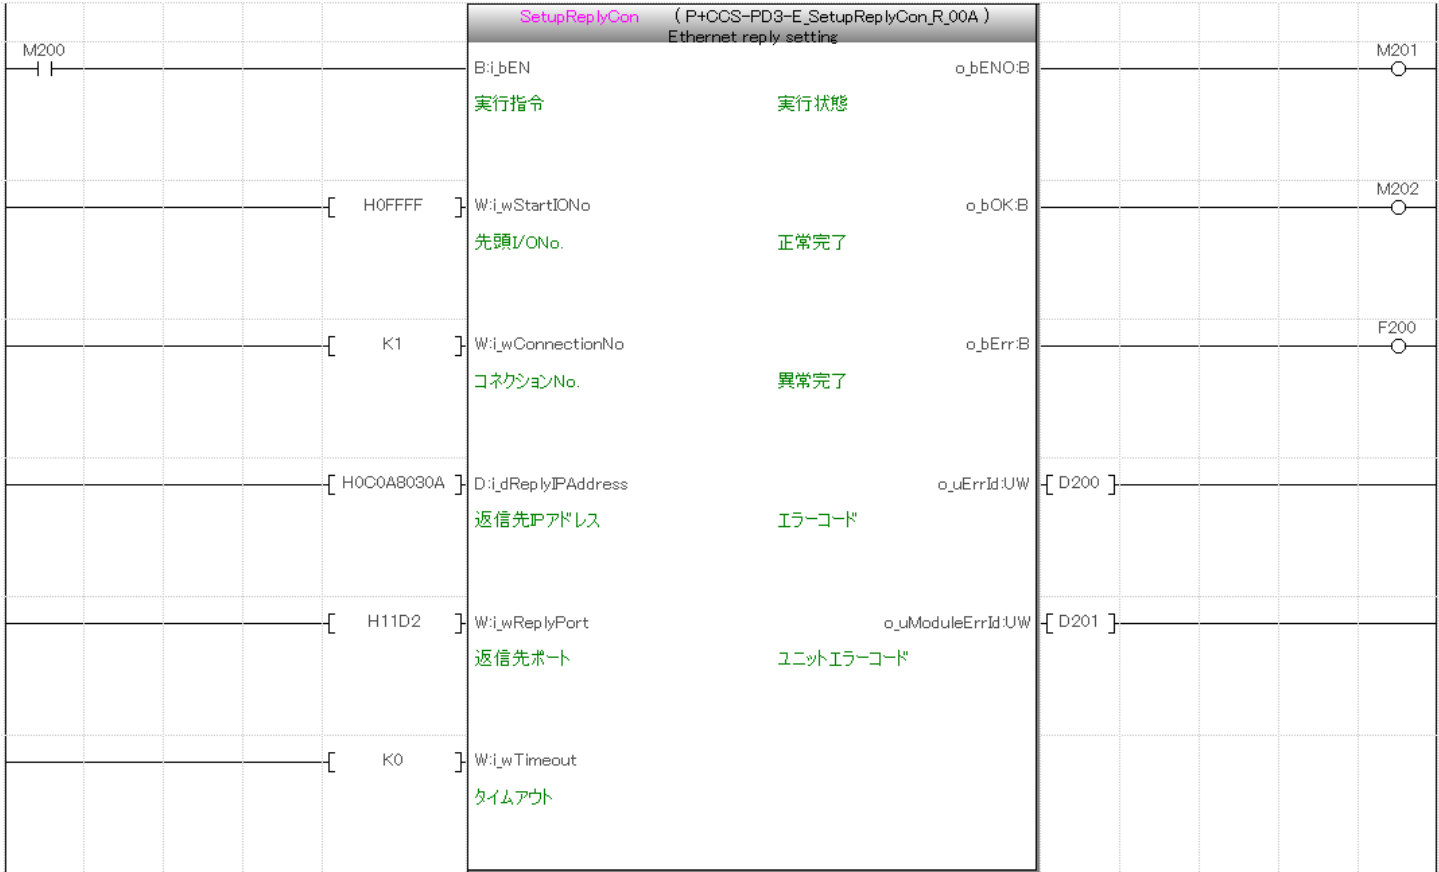 SetupReplyCon （P+CCS-PD3-E_SetupReplyCon_R_00A）
Ethernet reply setting
M200
M201
B:i_bEN
o_bENO:B
実行指令
実行状態
M202
H0FFFF
W:i_wStartIONo
o_bOK:B
先頭I/ONo.
正常完了
F200
K1
W:i_wConnectionNo
o_bErr:B
コネクションNo.
異常完了
H0C0A8030A
D:i_dReplyIPAddress
o_uErrId:UW
D200
返信先IPアドレス
エラーコード
H11D2
W:i_wReplyPort
o_uModuleErrId:UW
D201
返信先ポート
ユニットエラーコード
K0
W:i_wTimeout
タイムアウト